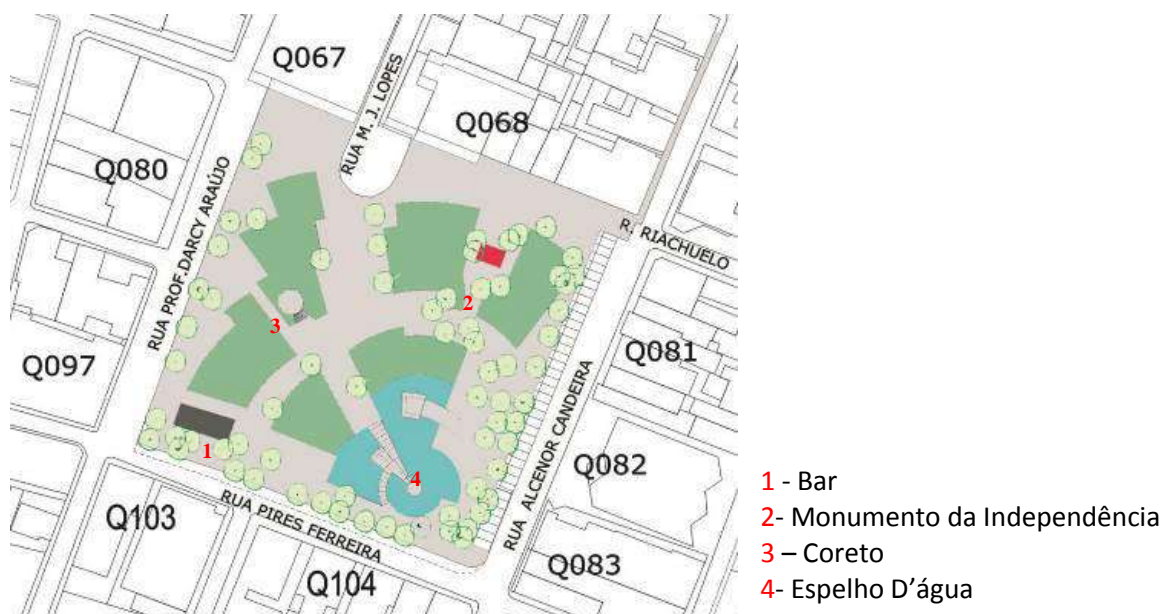 Q067
RUA M. J. LOPES
Q068
Q080
RUA PROF.DARCY ARAÚJO
R. RIACHUELO
2
3
Q097
Q081
RUA ALCENOR CANDEIRA
1
4
Q082
RUA PIRES FERREIRA
Q103
Q083
Q104
1 - Bar
2- Monumento da Independência
3 – Coreto
4- Espelho D’água